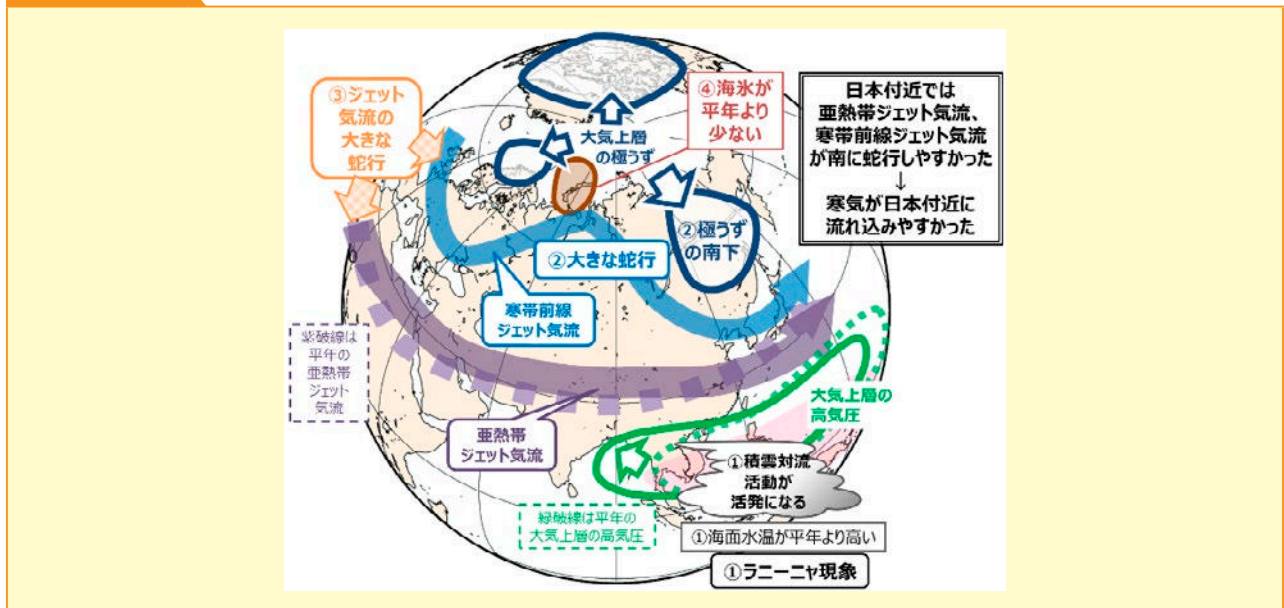 ③ジェット
気流の
大きな
蛇行
④海氷が
平年より
少ない
大気上層
の極うず
日本付近では
亜熱帯ジェット気流、
寒帯前線ジェット気流
が南に蛇行しやすかった
↓
寒気が日本付近に
流れ込みやすかった
②極うず
の南下
②大きな蛇行
寒帯前線
ジェット気流
紫破線は
平年の
亜熱帯
ジェット
気流
亜熱帯
ジェット気流
大気上層の
高気圧
①積雲対流
活動が
活発になる
緑破線は平年の
大気上層の高気圧
①海面水温が平年より高い
①ラニーニャ現象